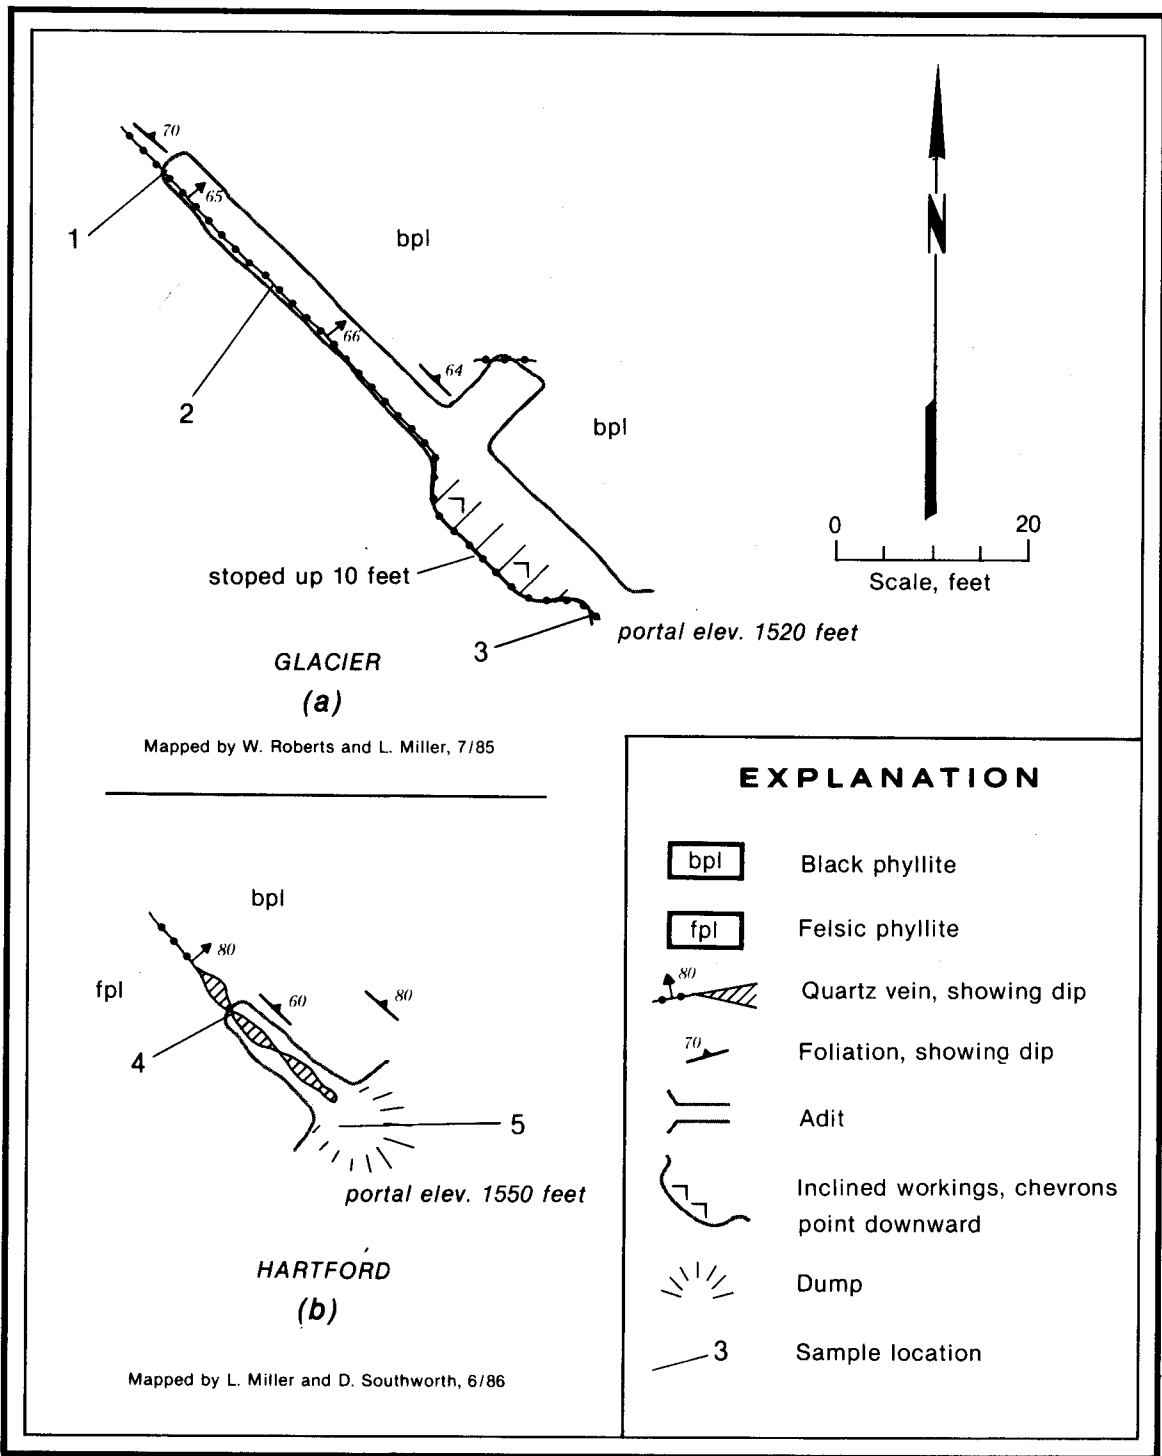 70
65
1
bpl
N
66
2
64
bpl
0 20
Scale, feet
stoped up 10 feet
3
portal elev. 1520 feet
GLACIER
(a)
Mapped by W. Roberts and L. Miller, 7/85
bpl
80
fpl
60
80
4
5
portal elev. 1550 feet
HARTFORD
(b)
Mapped by L. Miller and D. Southworth, 6/86
EXPLANATION
bpl Black phyllite
fpl Felsic phyllite
80 Quartz vein, showing dip
70 Foliation, showing dip
Adit
Inclined workings, chevrons
point downward
Dump
3 Sample location